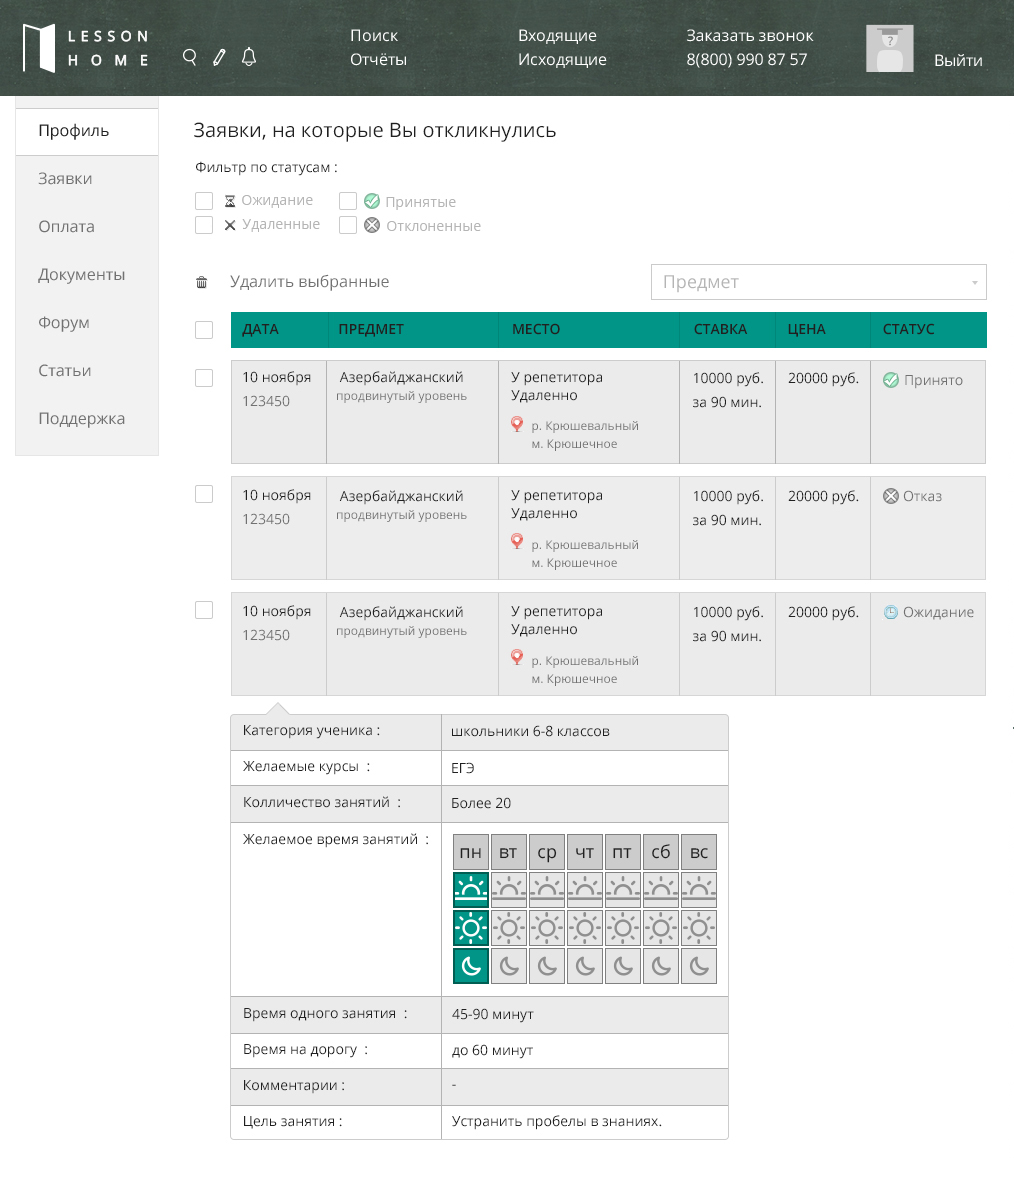 LESSON
HOME
Поиск
Отчёты
Входящие
Исходящие
Заказать звонок
8(800) 990 87 57
?
Выйти
Профиль
Заявки
Оплата
Документы
Форум
Статьи
Поддержка
Заявки, на которые Вы откликнулись
Фильтр по статусам :
Ожидание
Принятые
Удаленные
Отклоненные
Удалить выбранные
Предмет
ДАТА ПРЕДМЕТ МЕСТО СТАВКА ЦЕНА СТАТУС
10 ноября
123450
Азербайджанский
продвинутый уровень
У репетитора
Удаленно
р. Крюшевальный
м. Крюшечное
10000 руб.
за 90 мин.
20000 руб.
Принято
10 ноября
123450
Азербайджанский
продвинутый уровень
У репетитора
Удаленно
р. Крюшевальный
м. Крюшечное
10000 руб.
за 90 мин.
20000 руб.
Отказ
10 ноября
123450
Азербайджанский
продвинутый уровень
У репетитора
Удаленно
р. Крюшевальный
м. Крюшечное
10000 руб.
за 90 мин.
20000 руб.
Ожидание
Категория ученика : школьники 6-8 классов
Желаемые курсы : ЕГЭ
Колличество занятий : Более 20
Желаемое время занятий :
пн вт ср чт пт сб вс
Время одного занятия : 45-90 минут
Время на дорогу : до 60 минут
Комментарии : -
Цель занятия : Устранить пробелы в знаниях.